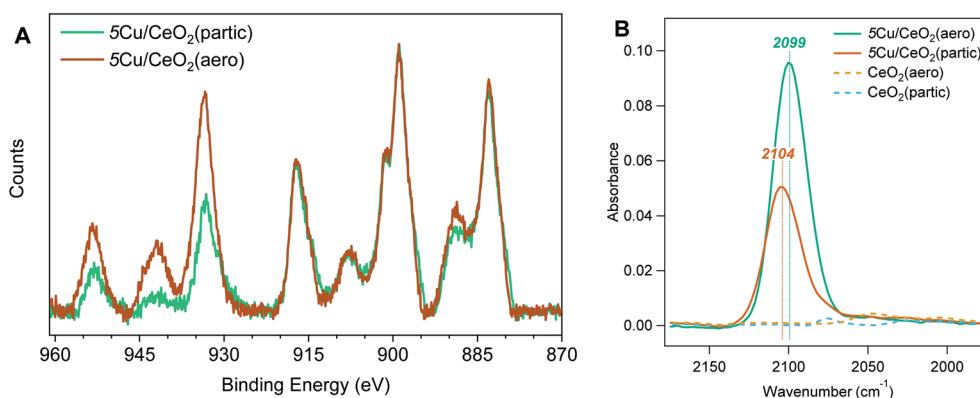 A
5Cu/CeO₂(partic)
5Cu/CeO₂(aero)
Counts
960 945 930 915 900 885 870
Binding Energy (eV)
B
2099
2104
5Cu/CeO₂(aero)
5Cu/CeO₂(partic)
CeO₂(aero)
CeO₂(partic)
0.10
0.08
0.06
0.04
0.02
0.00
Absorbance
2150 2100 2050 2000
Wavenumber (cm⁻¹)